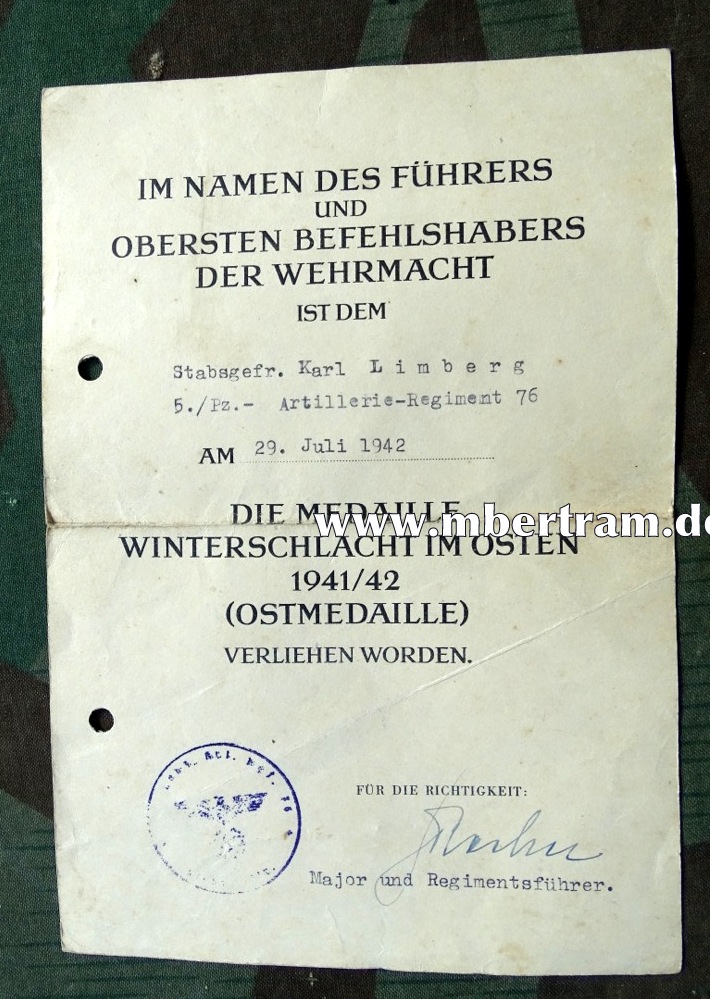 IM NAMEN DES FÜHRERS
UND
OBERSTEN BEFEHLSHABERS
DER WEHRMACHT
IST DEM
Stabsgefr. Karl L i m b e r g
5./Pz.- Artillerie-Regiment 76
AM 29. Juli 1942
DIE MEDAILLE
www.mbertram.de
WINTERSCHLACHT IM OSTEN
1941/42
(OSTMEDAILLE)
VERLIEHEN WORDEN.
FÜR DIE RICHTIGKEIT:
Major und Regimentsführer.